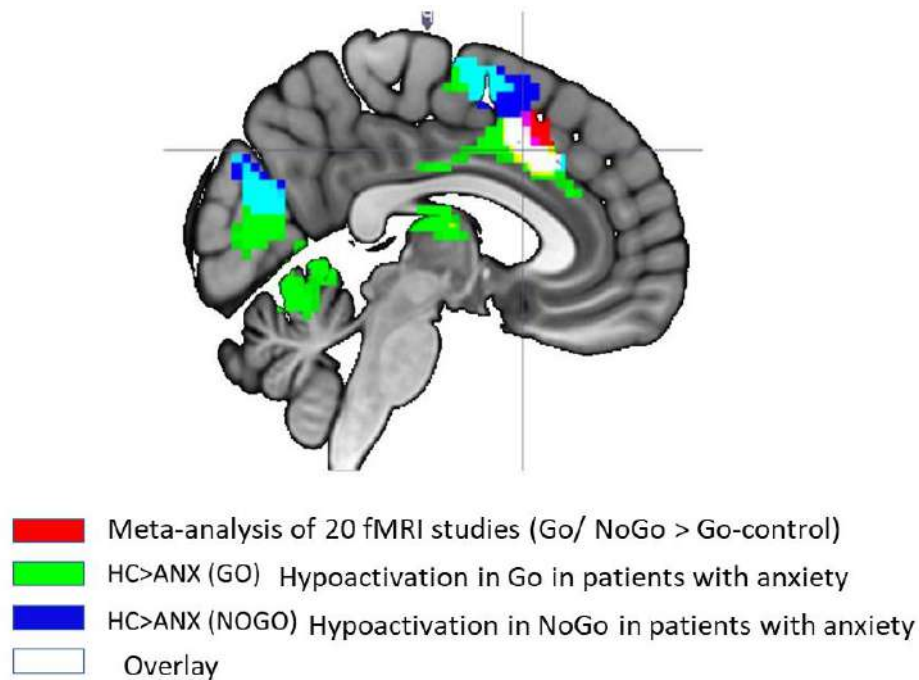 Meta-analysis of 20 fMRI studies (Go/ NoGo > Go-control)
HC>ANX (GO) Hypoactivation in Go in patients with anxiety
HC>ANX (NOGO) Hypoactivation in NoGo in patients with anxiety
Overlay